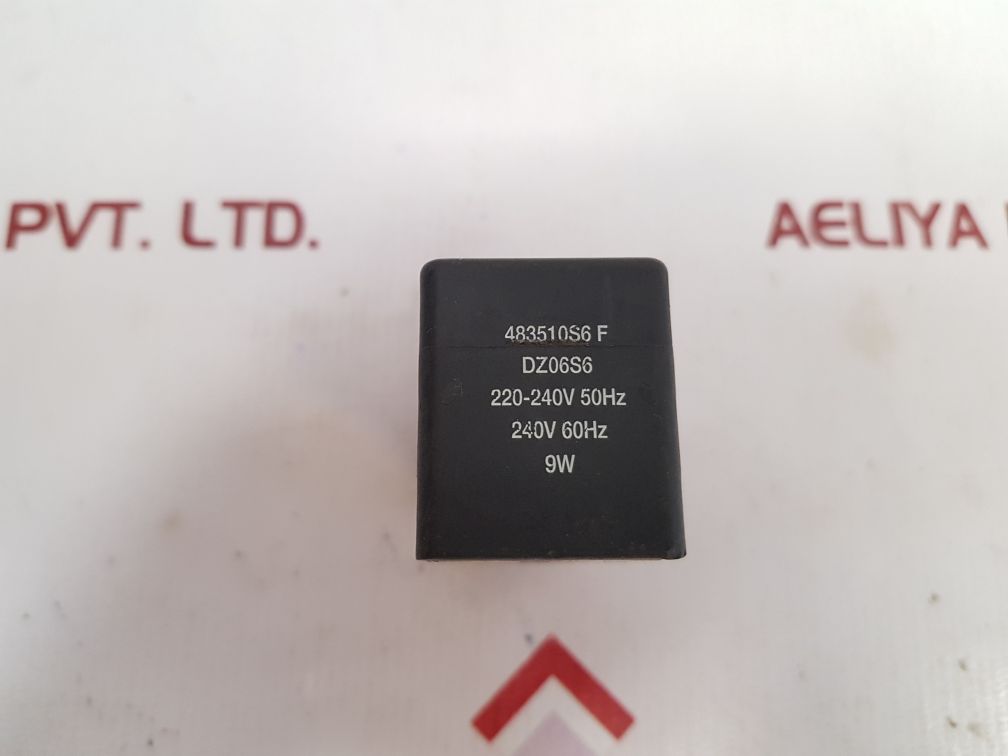 PVT. LTD.
AELIYA
483510S6 F
DZ06S6
220-240V 50Hz
240V 60Hz
9W